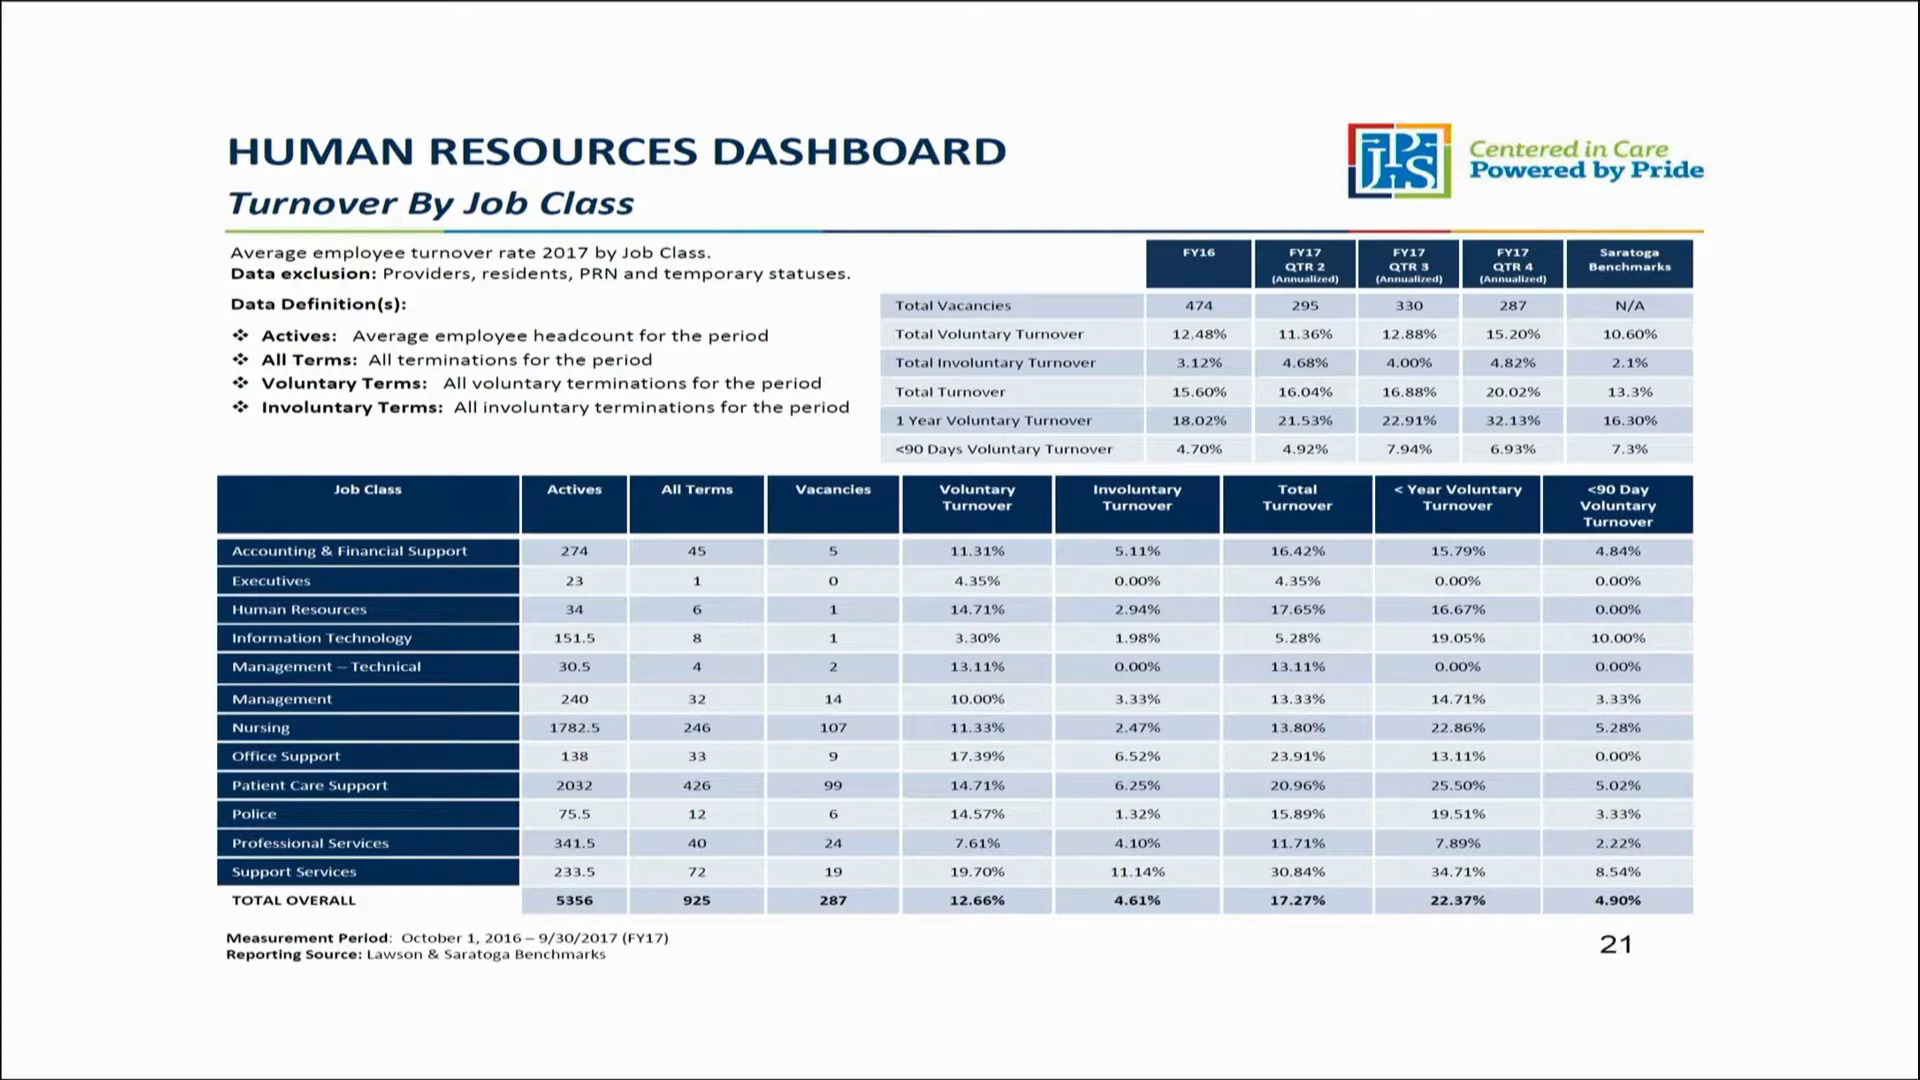 HUMAN RESOURCES DASHBOARD
Turnover By Job Class
JPS
Centered in Care
Powered by Pride
Average employee turnover rate 2017 by Job Class.
Data exclusion: Providers, residents, PRN and temporary statuses.
Data Definition(s):
❖ Actives: Average employee headcount for the period
❖ All Terms: All terminations for the period
❖ Voluntary Terms: All voluntary terminations for the period
❖ Involuntary Terms: All involuntary terminations for the period
FY16 FY17 FY17 FY17 Saratoga
QTR 2 QTR 3 QTR 4 Benchmarks
(Annualized) (Annualized) (Annualized)
Total Vacancies 474 295 330 287 N/A
Total Voluntary Turnover 12.48% 11.36% 12.88% 15.20% 10.60%
Total Involuntary Turnover 3.12% 4.68% 4.00% 4.82% 2.1%
Total Turnover 15.60% 16.04% 16.88% 20.02% 13.3%
1 Year Voluntary Turnover 18.02% 21.53% 22.91% 32.13% 16.30%
<90 Days Voluntary Turnover 4.70% 4.92% 7.94% 6.93% 7.3%
Job Class Actives All Terms Vacancies Voluntary Involuntary Total < Year Voluntary <90 Day
Turnover Turnover Turnover Turnover Voluntary
Turnover
Accounting & Financial Support 274 45 5 11.31% 5.11% 16.42% 15.79% 4.84%
Executives 23 1 0 4.35% 0.00% 4.35% 0.00% 0.00%
Human Resources 34 6 1 14.71% 2.94% 17.65% 16.67% 0.00%
Information Technology 151.5 8 1 3.30% 1.98% 5.28% 19.05% 10.00%
Management – Technical 30.5 4 2 13.11% 0.00% 13.11% 0.00% 0.00%
Management 240 32 14 10.00% 3.33% 13.33% 14.71% 3.33%
Nursing 1782.5 246 107 11.33% 2.47% 13.80% 22.86% 5.28%
Office Support 138 33 9 17.39% 6.52% 23.91% 13.11% 0.00%
Patient Care Support 2032 426 99 14.71% 6.25% 20.96% 25.50% 5.02%
Police 75.5 12 6 14.57% 1.32% 15.89% 19.51% 3.33%
Professional Services 341.5 40 24 7.61% 4.10% 11.71% 7.89% 2.22%
Support Services 233.5 72 19 19.70% 11.14% 30.84% 34.71% 8.54%
TOTAL OVERALL 5356 925 287 12.66% 4.61% 17.27% 22.37% 4.90%
Measurement Period: October 1, 2016 – 9/30/2017 (FY17)
Reporting Source: Lawson & Saratoga Benchmarks
21